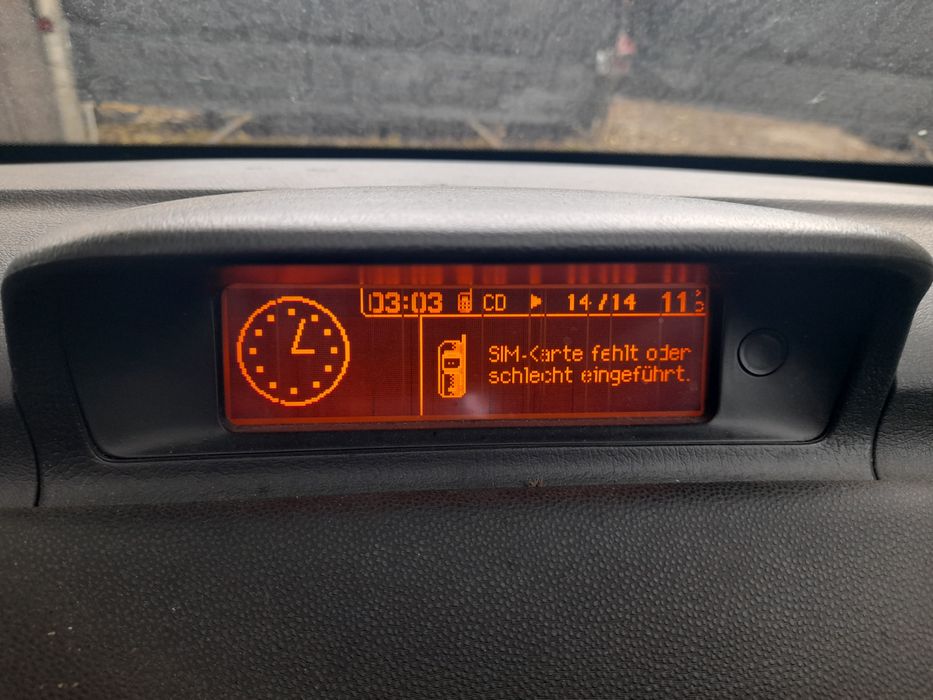 03:03 CD 14/14 11°
SIM-Karte fehlt oder
schlecht eingeführt.